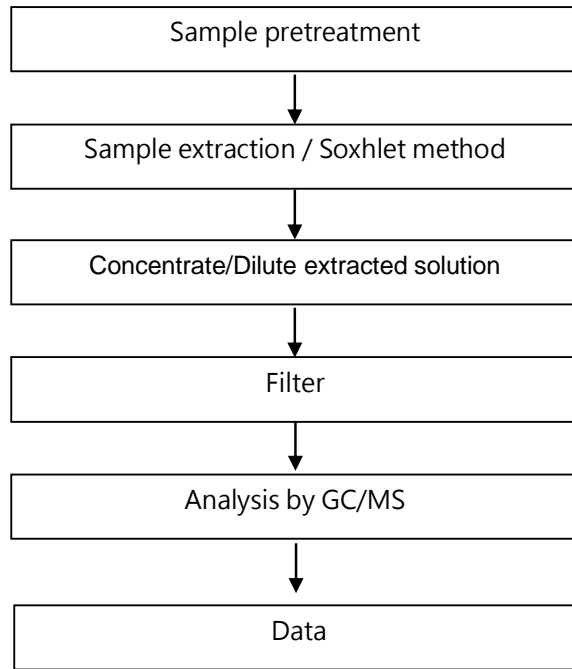 Sample pretreatment
Sample extraction / Soxhlet method
Concentrate/Dilute extracted solution
Filter
Analysis by GC/MS
Data